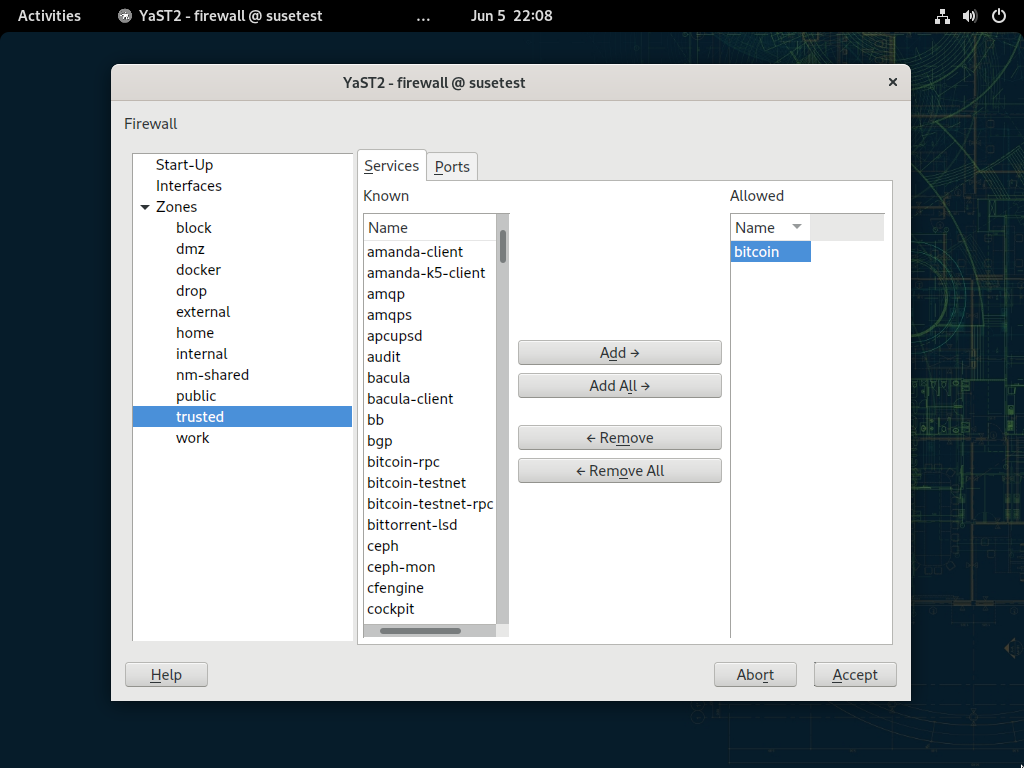 Activities YaST2 - firewall @ susetest ... Jun 5 22:08
YaST2 - firewall @ susetest
Firewall
Start-Up
Interfaces
Zones
block
dmz
docker
drop
external
home
internal
nm-shared
public
trusted
work
Services Ports
Known
Name
amanda-client
amanda-k5-client
amqp
amqps
apcupsd
audit
bacula
bacula-client
bb
bgp
bitcoin-rpc
bitcoin-testnet
bitcoin-testnet-rpc
bittorrent-lsd
ceph
ceph-mon
cfengine
cockpit
Add →
Add All →
← Remove
← Remove All
Allowed
Name
bitcoin
Help Abort Accept